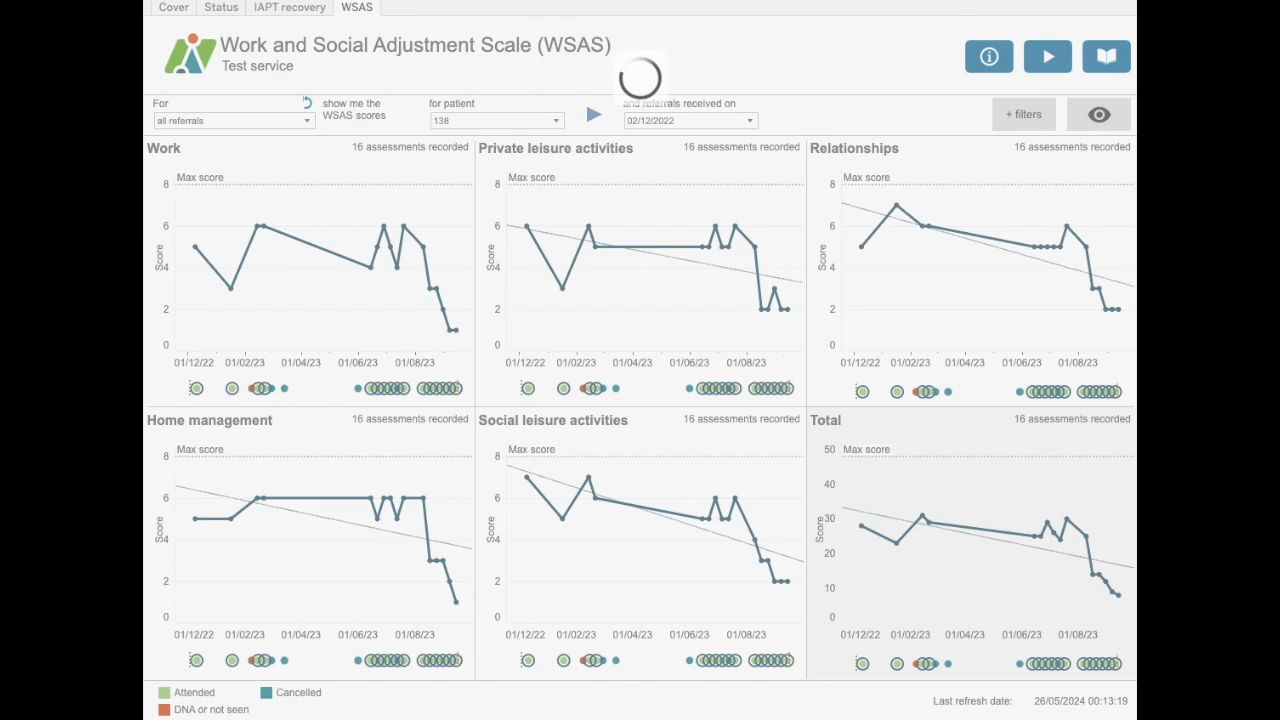 Cover Status IAPT recovery WSAS
Work and Social Adjustment Scale (WSAS)
Test service
For show me the WSAS scores for patient and referrals received on
all referrals 138 02/12/2022 + filters
Work 16 assessments recorded
Max score
8
6
4
2
0
Score
01/12/22 01/02/23 01/04/23 01/06/23 01/08/23
Private leisure activities 16 assessments recorded
Max score
8
6
4
2
0
Score
01/12/22 01/02/23 01/04/23 01/06/23 01/08/23
Relationships 16 assessments recorded
Max score
8
6
4
2
0
Score
01/12/22 01/02/23 01/04/23 01/06/23 01/08/23
Home management 16 assessments recorded
Max score
8
6
4
2
0
Score
01/12/22 01/02/23 01/04/23 01/06/23 01/08/23
Social leisure activities 16 assessments recorded
Max score
8
6
4
2
0
Score
01/12/22 01/02/23 01/04/23 01/06/23 01/08/23
Total 16 assessments recorded
50 Max score
40
30
20
10
0
Score
01/12/22 01/02/23 01/04/23 01/06/23 01/08/23
Attended Cancelled
DNA or not seen
Last refresh date: 26/05/2024 00:13:19